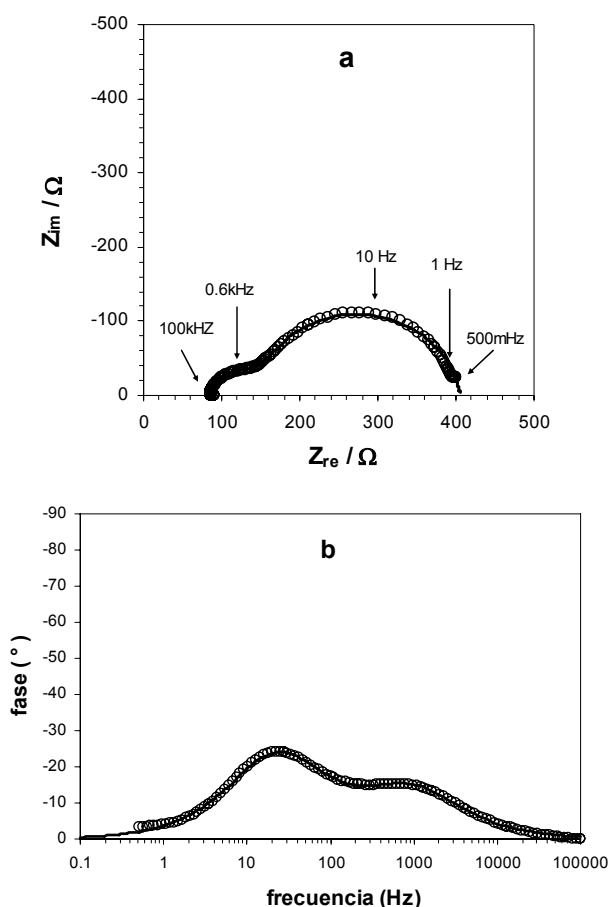 a
-500
-400
-300
-200
-100
0
Zim / Ω
100kHZ
0.6kHz
10 Hz
1 Hz
500mHz
0 100 200 300 400 500
Zre / Ω
b
-90
-80
-70
-60
-50
-40
-30
-20
-10
0
fase ( ° )
0.1 1 10 100 1000 10000 100000
frecuencia (Hz)